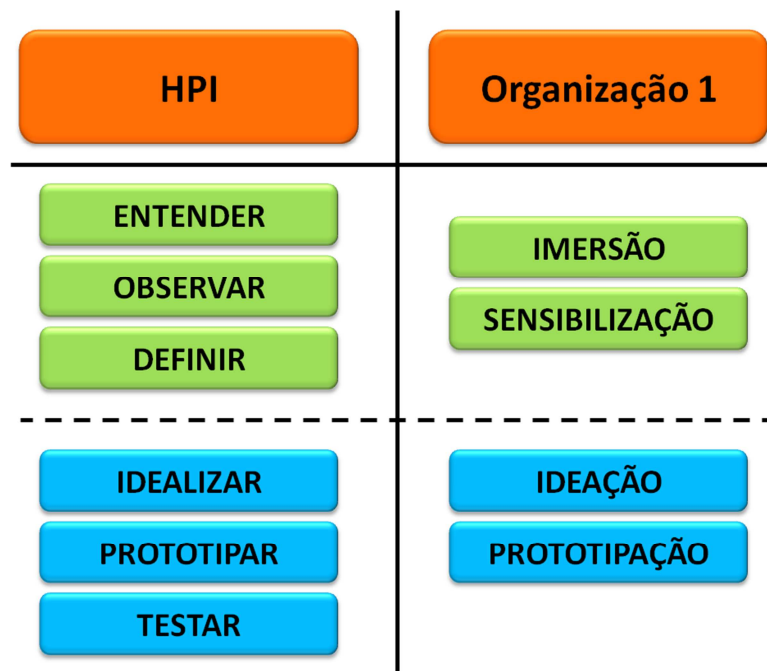 HPI
Organização 1
ENTENDER
OBSERVAR
DEFINIR
IMERSÃO
SENSIBILIZAÇÃO
IDEALIZAR
PROTOTIPAR
TESTAR
IDEAÇÃO
PROTOTIPAÇÃO